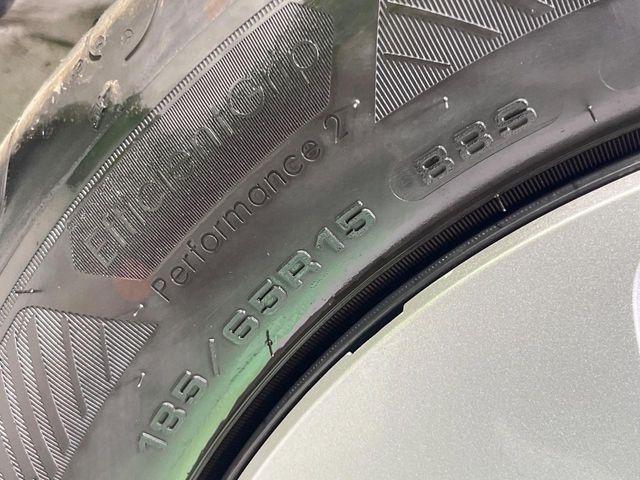 EfficientGrip
Performance 2
185/65R15
88S